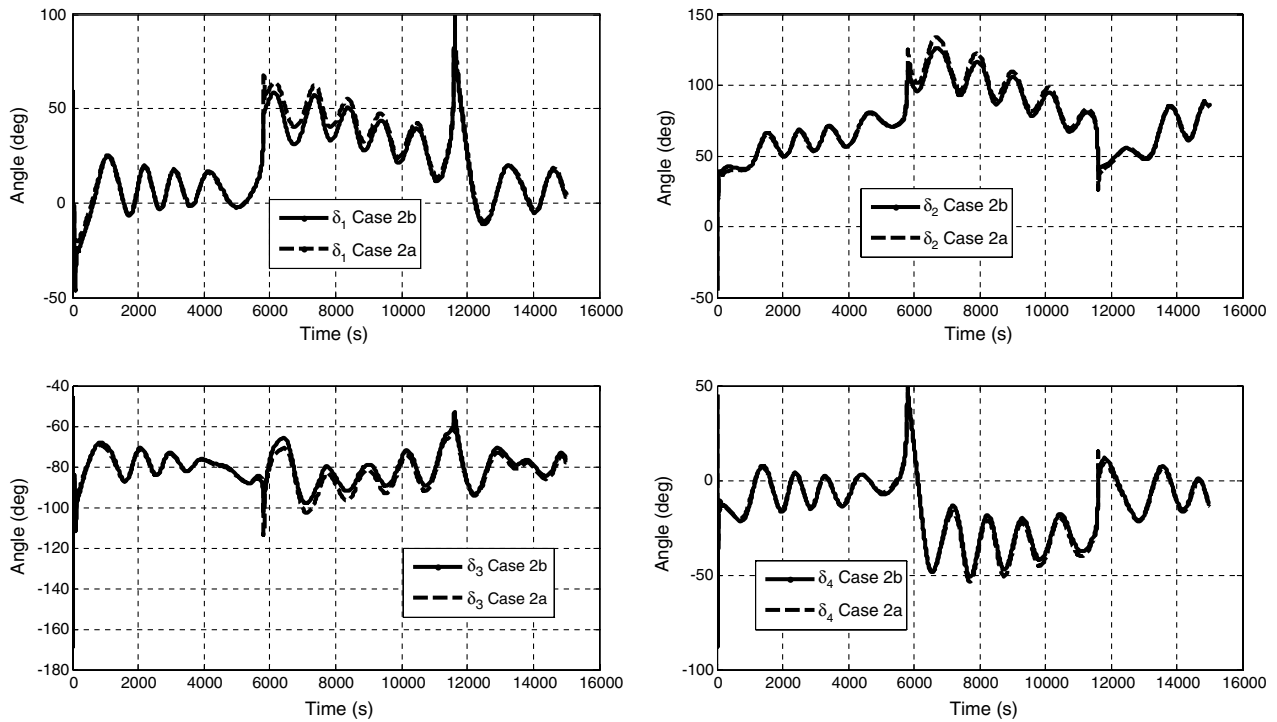 100
50
0
-50
Angle (deg)
0 2000 4000 6000 8000 10000 12000 14000 16000
Time (s)
δ1 Case 2b
δ1 Case 2a
150
100
50
0
-50
Angle (deg)
0 2000 4000 6000 8000 10000 12000 14000 16000
Time (s)
δ2 Case 2b
δ2 Case 2a
-40
-60
-80
-100
-120
-140
-160
-180
Angle (deg)
0 2000 4000 6000 8000 10000 12000 14000 16000
Time (s)
δ3 Case 2b
δ3 Case 2a
50
0
-50
-100
Angle (deg)
0 2000 4000 6000 8000 10000 12000 14000 16000
Time (s)
δ4 Case 2b
δ4 Case 2a